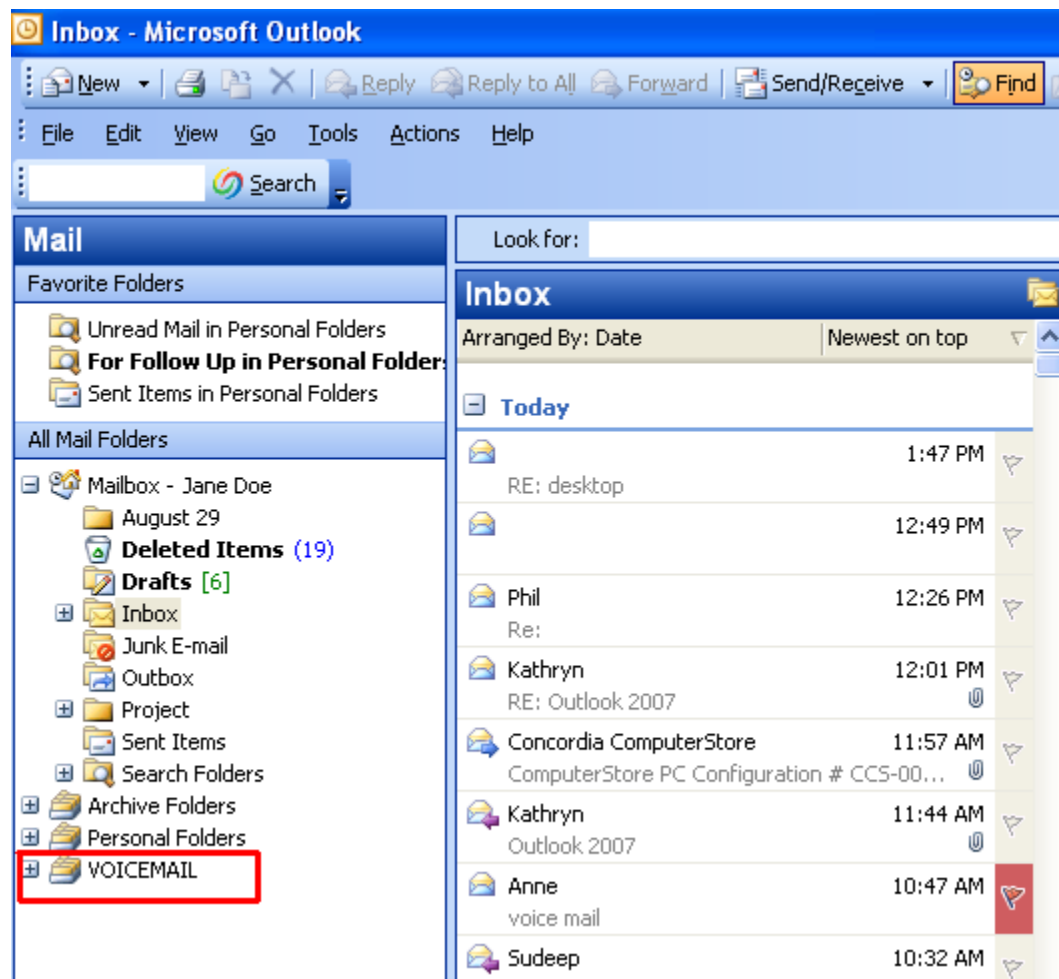 Inbox - Microsoft Outlook
New Reply Reply to All Forward Send/Receive Find
File Edit View Go Tools Actions Help
Search
Mail
Favorite Folders
Unread Mail in Personal Folders
For Follow Up in Personal Folders
Sent Items in Personal Folders
All Mail Folders
Mailbox - Jane Doe
August 29
Deleted Items (19)
Drafts [6]
Inbox
Junk E-mail
Outbox
Project
Sent Items
Search Folders
Archive Folders
Personal Folders
VOICEMAIL
Look for:
Inbox
Arranged By: Date Newest on top
Today
1:47 PM
RE: desktop
12:49 PM
Phil 12:26 PM
Re:
Kathryn 12:01 PM
RE: Outlook 2007
Concordia ComputerStore 11:57 AM
ComputerStore PC Configuration # CCS-00...
Kathryn 11:44 AM
Outlook 2007
Anne 10:47 AM
voice mail
Sudeep 10:32 AM